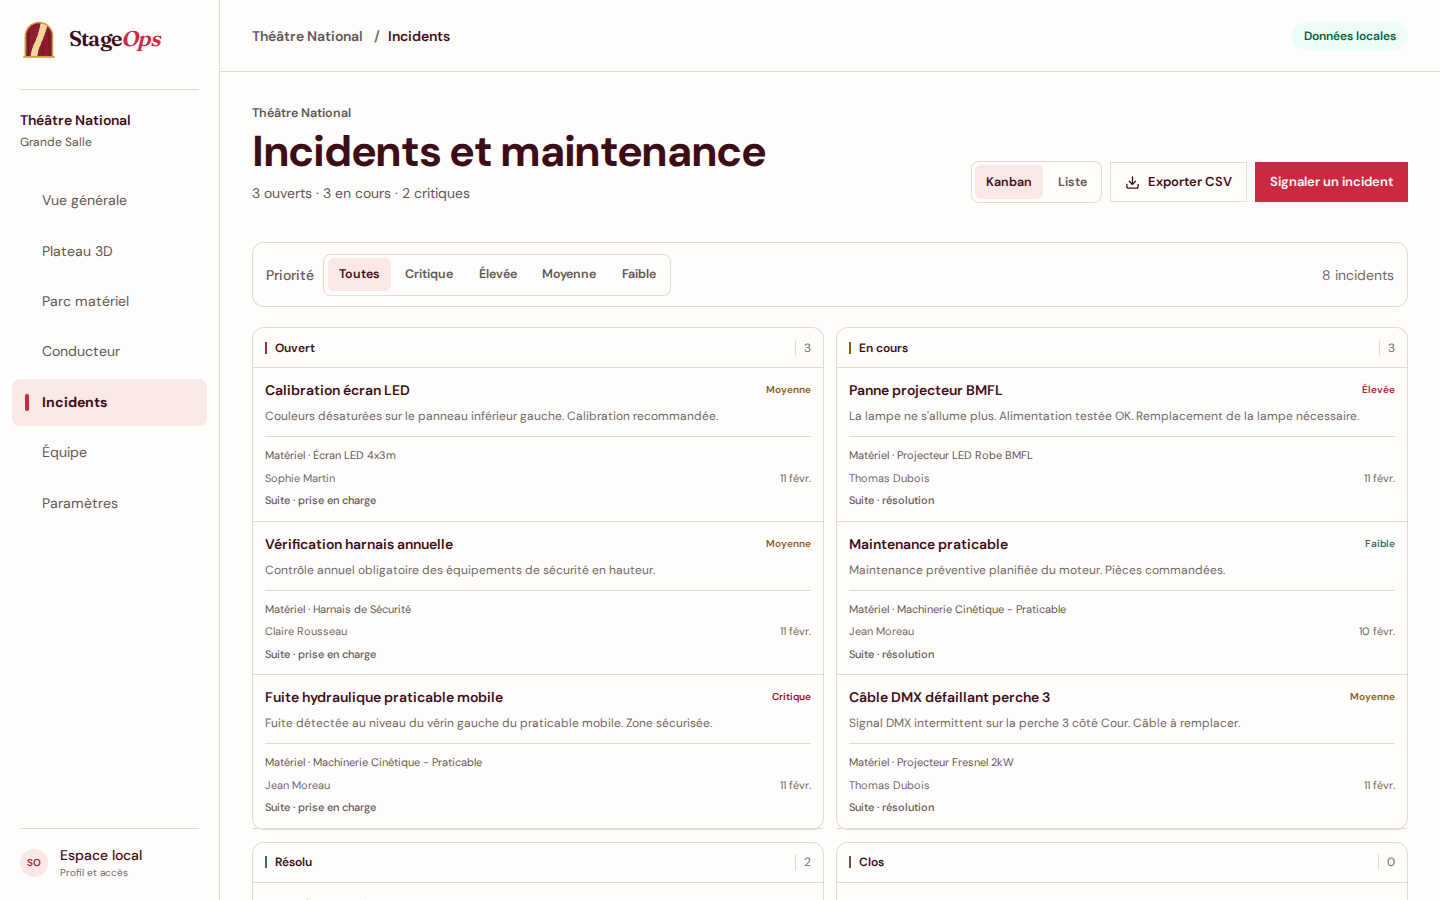 StageOps
Théâtre National
Grande Salle
Vue générale
Plateau 3D
Parc matériel
Conducteur
Incidents
Équipe
Paramètres
SO
Espace local
Profil et accès
Théâtre National / Incidents
Données locales
Théâtre National
Incidents et maintenance
3 ouverts · 3 en cours · 2 critiques
Kanban
Liste
Exporter CSV
Signaler un incident
Priorité
Toutes
Critique
Élevée
Moyenne
Faible
8 incidents
Ouvert
3
Calibration écran LED
Moyenne
Couleurs désaturées sur le panneau inférieur gauche. Calibration recommandée.
Matériel · Écran LED 4x3m
Sophie Martin
11 févr.
Suite · prise en charge
Vérification harnais annuelle
Moyenne
Contrôle annuel obligatoire des équipements de sécurité en hauteur.
Matériel · Harnais de Sécurité
Claire Rousseau
11 févr.
Suite · prise en charge
Fuite hydraulique praticable mobile
Critique
Fuite détectée au niveau du vérin gauche du praticable mobile. Zone sécurisée.
Matériel · Machinerie Cinétique - Praticable
Jean Moreau
11 févr.
Suite · prise en charge
En cours
3
Panne projecteur BMFL
Élevée
La lampe ne s'allume plus. Alimentation testée OK. Remplacement de la lampe nécessaire.
Matériel · Projecteur LED Robe BMFL
Thomas Dubois
11 févr.
Suite · résolution
Maintenance praticable
Faible
Maintenance préventive planifiée du moteur. Pièces commandées.
Matériel · Machinerie Cinétique - Praticable
Jean Moreau
10 févr.
Suite · résolution
Câble DMX défaillant perche 3
Moyenne
Signal DMX intermittent sur la perche 3 côté Cour. Câble à remplacer.
Matériel · Projecteur Fresnel 2kW
Thomas Dubois
11 févr.
Suite · résolution
Résolu
2
Clos
0